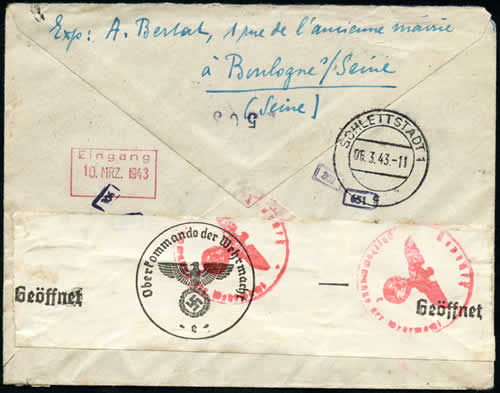 Exp: A. Bertat, 1 rue de l'ancienne mairie
à Boulogne s/Seine
(Seine)
SCHLETTSTADT 1
06.3.43-11
Eingang
10. MRZ. 1943
651
Oberkommando der Wehrmacht
e
Geöffnet
—
Geöffnet